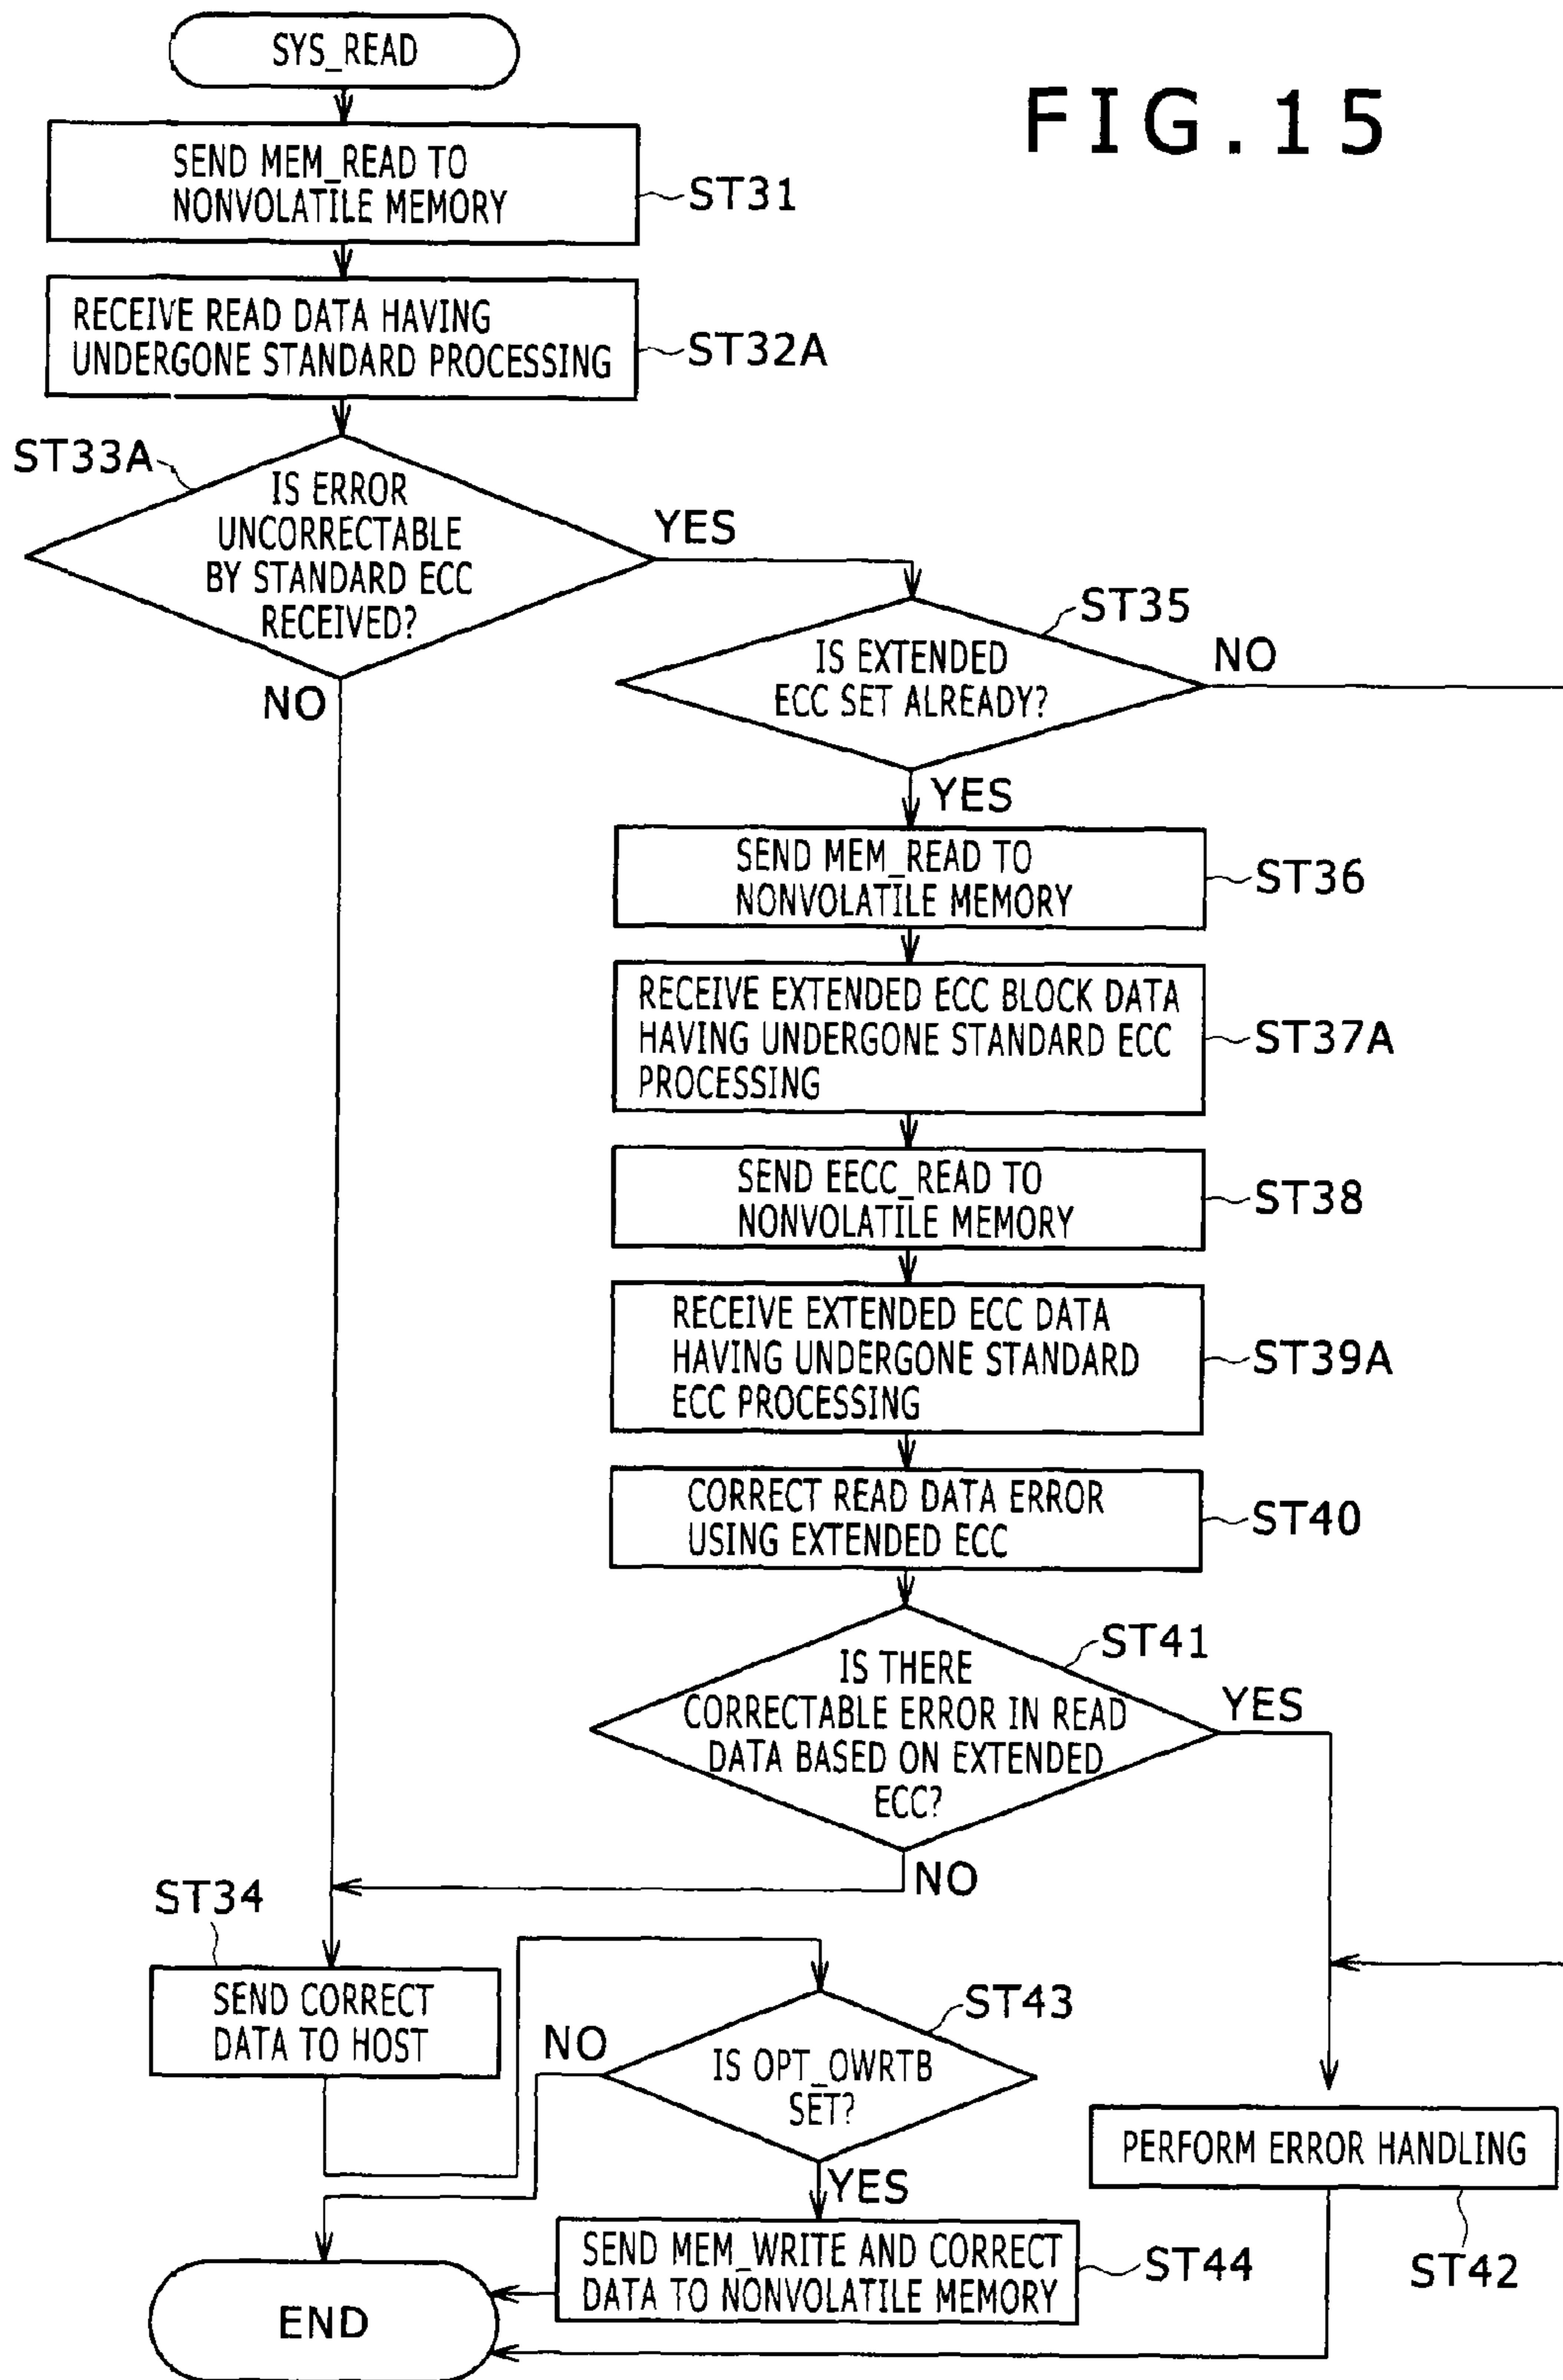 FIG.15
SYS_READ
SEND MEM_READ TO
NONVOLATILE MEMORY
ST31
RECEIVE READ DATA HAVING
UNDERGONE STANDARD PROCESSING
ST32A
ST33A
IS ERROR
UNCORRECTABLE
BY STANDARD ECC
RECEIVED?
YES
NO
ST35
IS EXTENDED
ECC SET ALREADY?
NO
YES
SEND MEM_READ TO
NONVOLATILE MEMORY
ST36
RECEIVE EXTENDED ECC BLOCK DATA
HAVING UNDERGONE STANDARD ECC
PROCESSING
ST37A
SEND EECC_READ TO
NONVOLATILE MEMORY
ST38
RECEIVE EXTENDED ECC DATA
HAVING UNDERGONE STANDARD
ECC PROCESSING
ST39A
CORRECT READ DATA ERROR
USING EXTENDED ECC
ST40
ST41
IS THERE
CORRECTABLE ERROR IN READ
DATA BASED ON EXTENDED
ECC?
YES
NO
ST34
SEND CORRECT
DATA TO HOST
ST43
IS OPT_OWRTB
SET?
NO
YES
PERFORM ERROR HANDLING
ST42
SEND MEM_WRITE AND CORRECT
DATA TO NONVOLATILE MEMORY
ST44
END